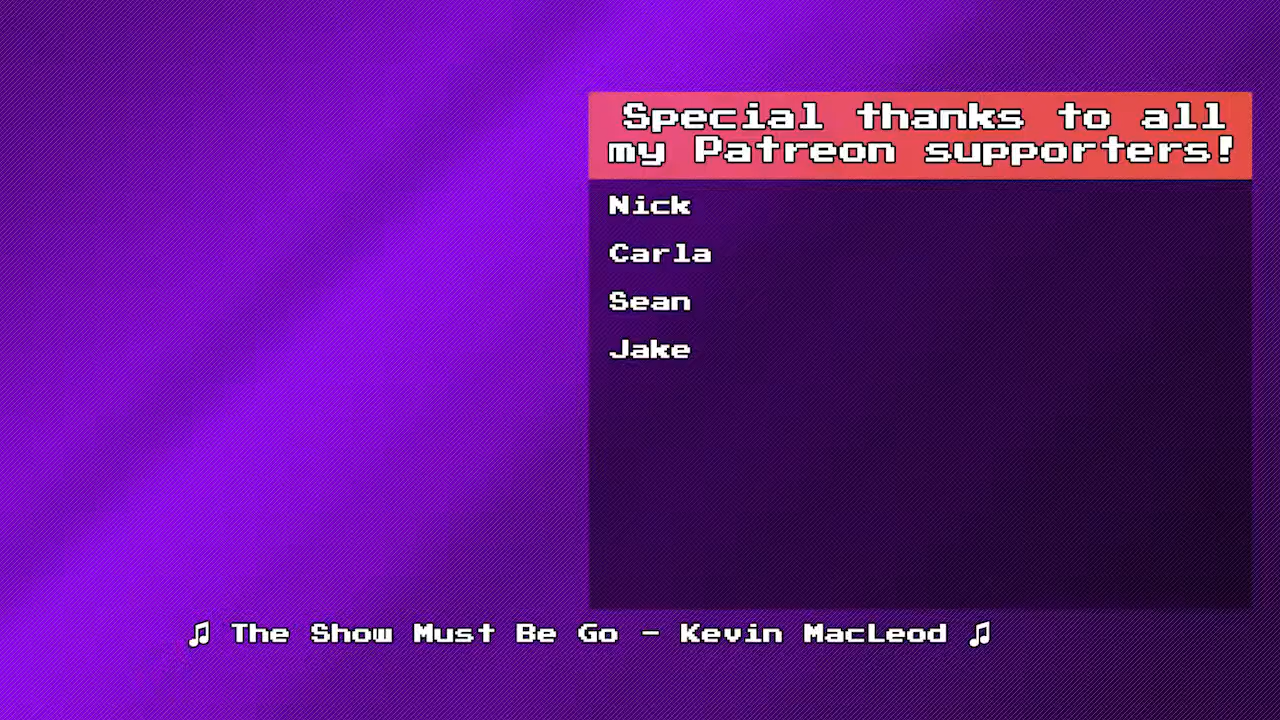 Special thanks to all
my Patreon supporters!
Nick
Carla
Sean
Jake
♫ The Show Must Be Go - Kevin MacLeod ♫